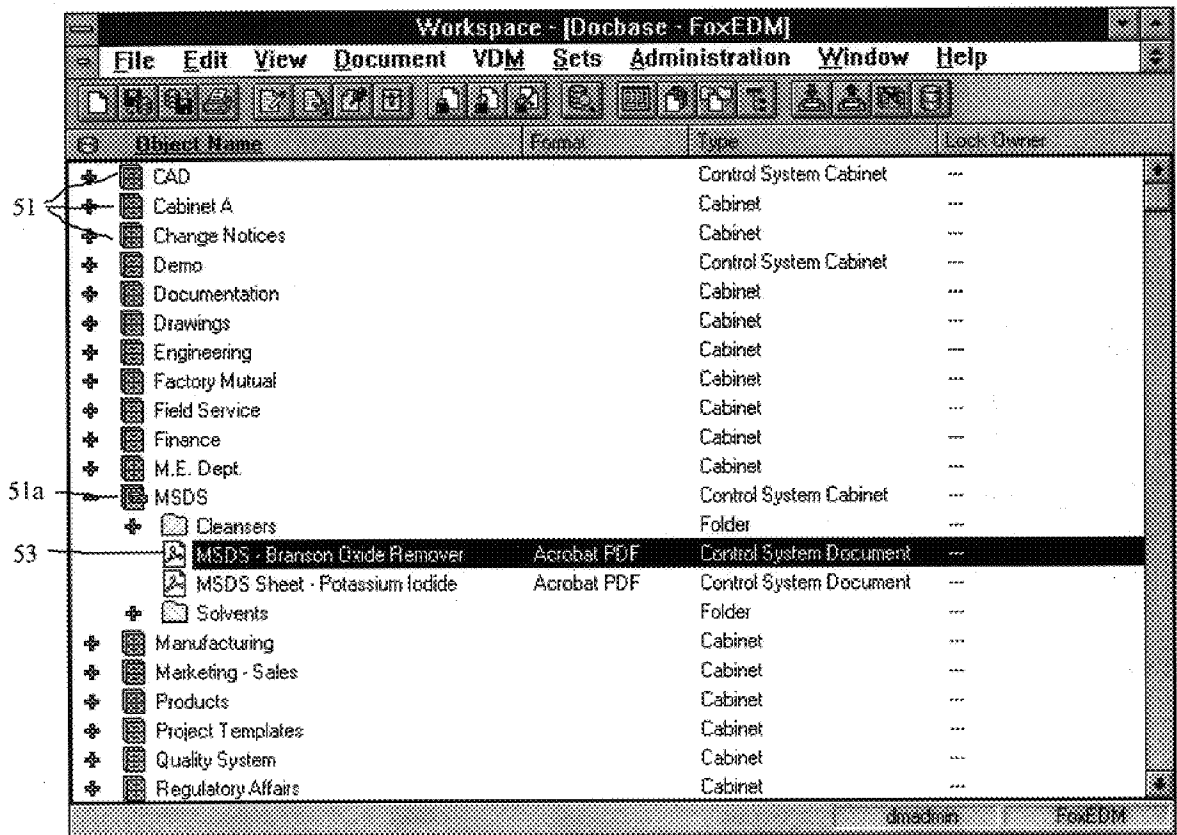 Workspace - [Docbase - FoxEDM]
File Edit View Document VDM Sets Administration Window Help
Object Name Format Type Lock Owner
CAD Control System Cabinet ---
51 Cabinet A Cabinet ---
Change Notices Cabinet ---
Demo Control System Cabinet ---
Documentation Cabinet ---
Drawings Cabinet ---
Engineering Cabinet ---
Factory Mutual Cabinet ---
Field Service Cabinet ---
Finance Cabinet ---
M.E. Dept. Cabinet ---
51a MSDS Control System Cabinet ---
Cleansers Folder ---
53 MSDS - Branson Oxide Remover Acrobat PDF Control System Document ---
MSDS Sheet - Potassium Iodide Acrobat PDF Control System Document ---
Solvents Folder ---
Manufacturing Cabinet ---
Marketing - Sales Cabinet ---
Products Cabinet ---
Project Templates Cabinet ---
Quality System Cabinet ---
Regulatory Affairs Cabinet ---
dmadmin FoxEDM